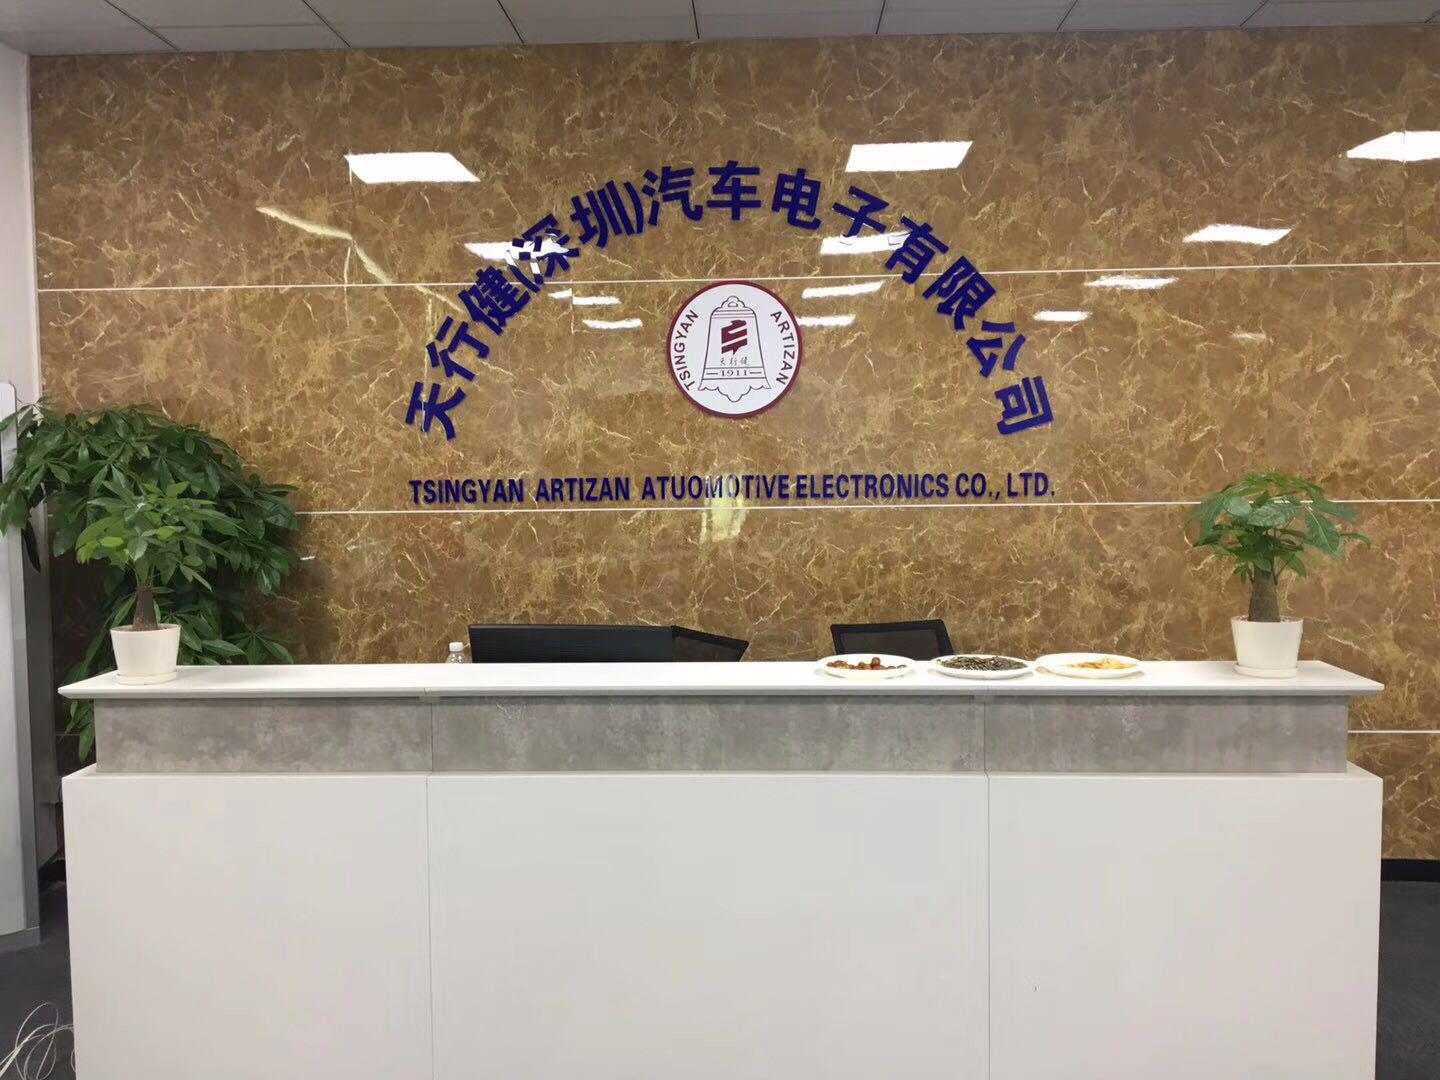 天行健(深圳)汽车电子有限公司
TSINGYAN ARTIZAN
天行健
1911
TSINGYAN ARTIZAN ATUOMOTIVE ELECTRONICS CO., LTD.